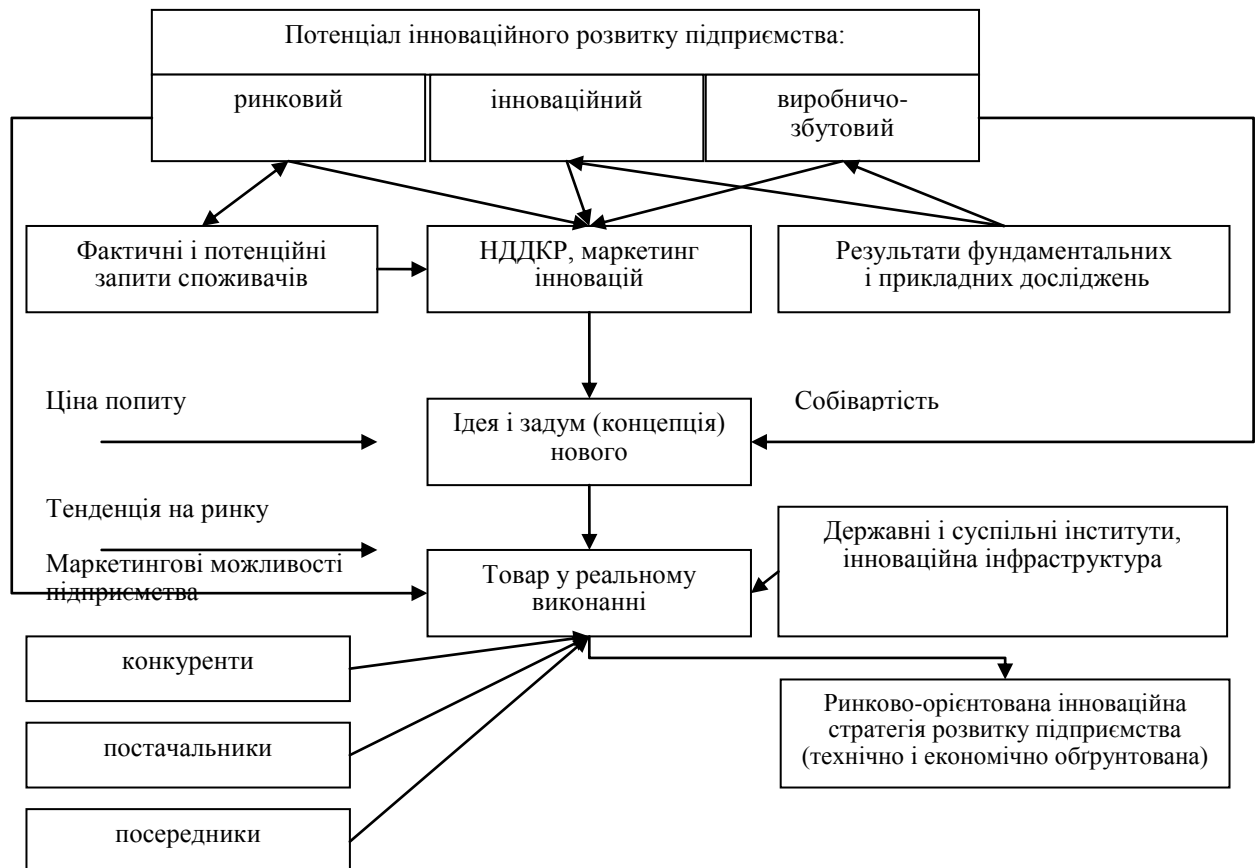 Потенціал інноваційного розвитку підприємства:
ринковий
інноваційний
виробничо-
збутовий
Фактичні і потенційні
запити споживачів
НДДКР, маркетинг
інновацій
Результати фундаментальних
і прикладних досліджень
Ціна попиту
Ідея і задум (концепція)
нового
Собівартість
Тенденція на ринку
Маркетингові можливості
підприєметва
Товар у реальному
виконанні
Державні і суспільні інститути,
інноваційна інфраструктура
конкуренти
постачальники
посередники
Ринково-орієнтована інноваційна
стратегія розвитку підприємства
(технічно і економічно обґрунтована)